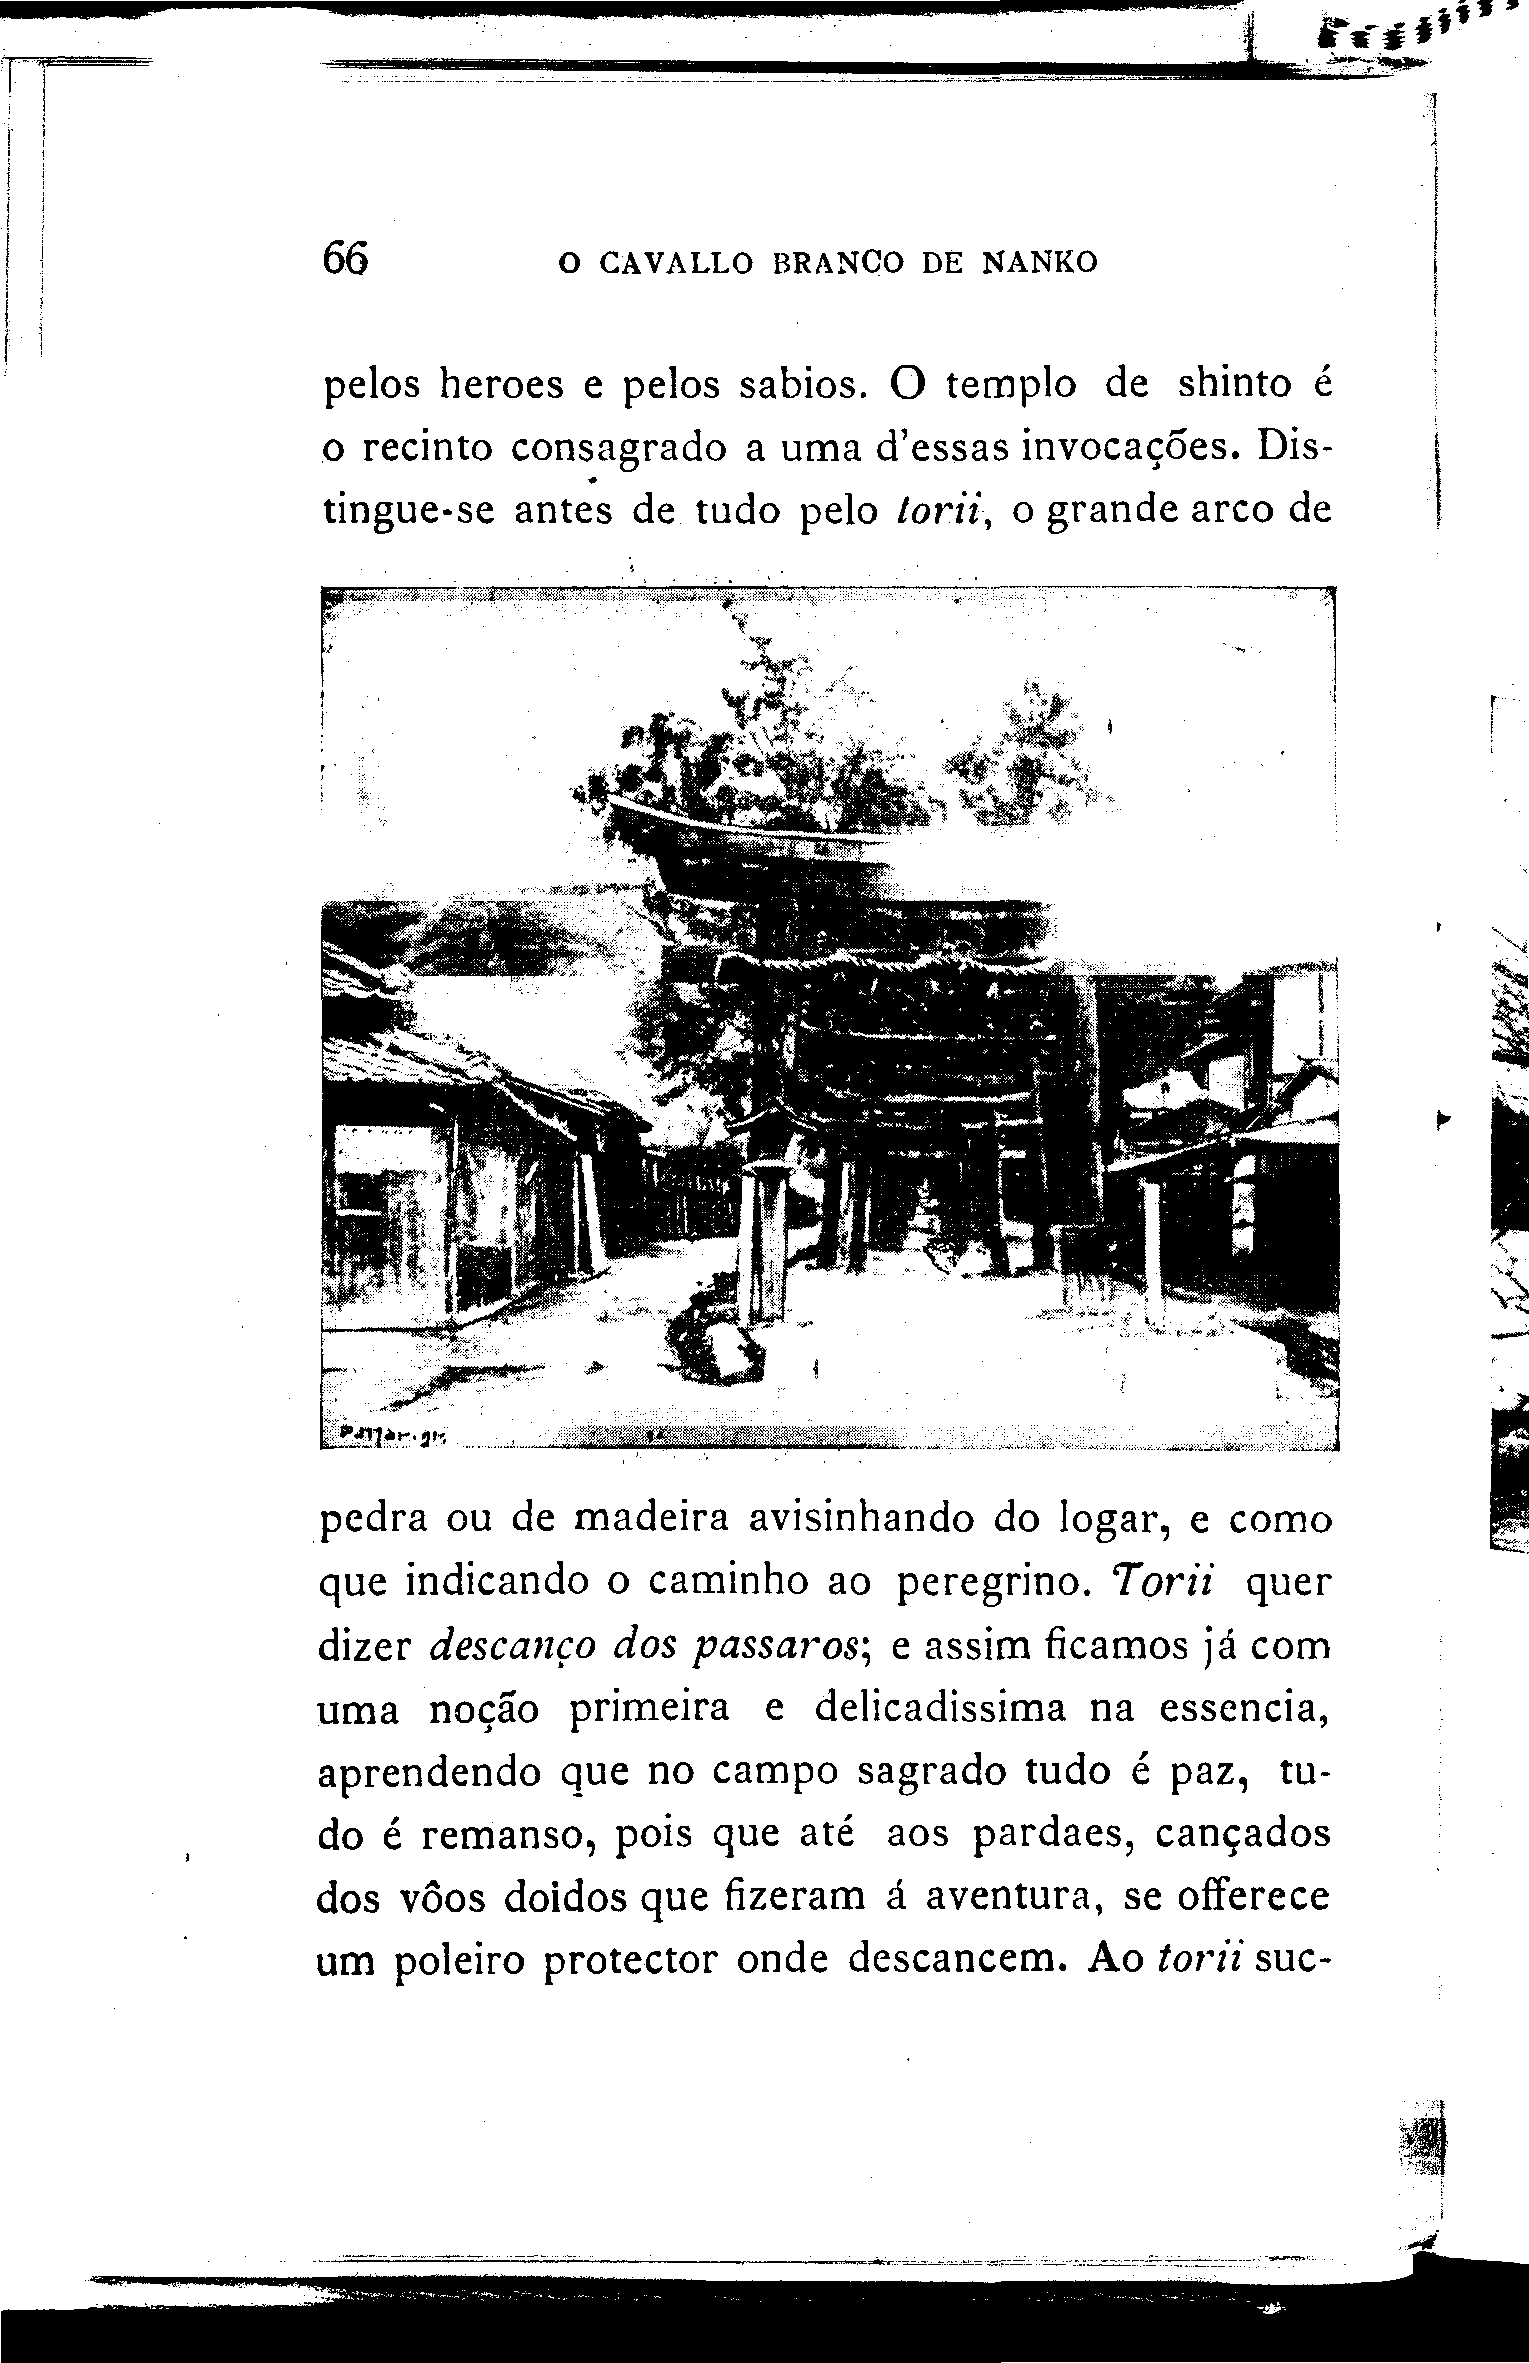 66 O CAVALLO BRANCO DE NANKO
pelos heroes e pelos sabios. O templo de shinto é
o recinto consagrado a uma d'essas invocações. Dis-
tingue-se antes de tudo pelo torii, o grande arco de
pedra ou de madeira avisinhando do logar, e como
que indicando o caminho ao peregrino. Torii quer
dizer descanço dos passaros; e assim ficamos já com
uma noção primeira e delicadissima na essencia,
aprendendo que no campo sagrado tudo é paz, tu-
do é remanso, pois que até aos pardaes, cançados
dos vôos doidos que fizeram á aventura, se offerece
um poleiro protector onde descancem. Ao torii suc-